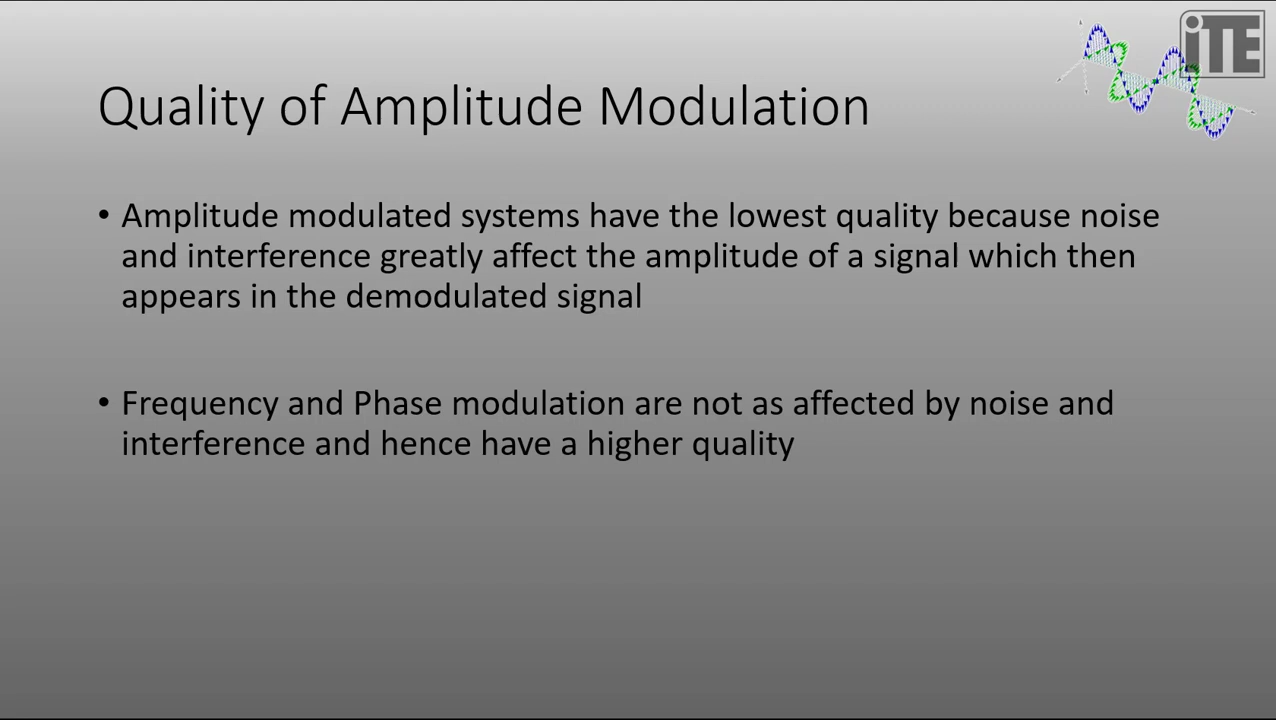 iTE
Quality of Amplitude Modulation
• Amplitude modulated systems have the lowest quality because noise
and interference greatly affect the amplitude of a signal which then
appears in the demodulated signal
• Frequency and Phase modulation are not as affected by noise and
interference and hence have a higher quality